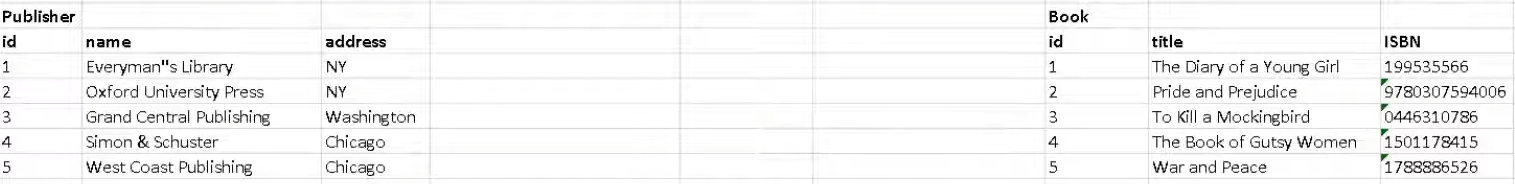 Publisher Book
id name address id title ISBN
1 Everyman"s Library NY 1 The Diary of a Young Girl 199535566
2 Oxford University Press NY 2 Pride and Prejudice 9780307594006
3 Grand Central Publishing Washington 3 To Kill a Mockingbird 0446310786
4 Simon & Schuster Chicago 4 The Book of Gutsy Women 1501178415
5 West Coast Publishing Chicago 5 War and Peace 1788886526